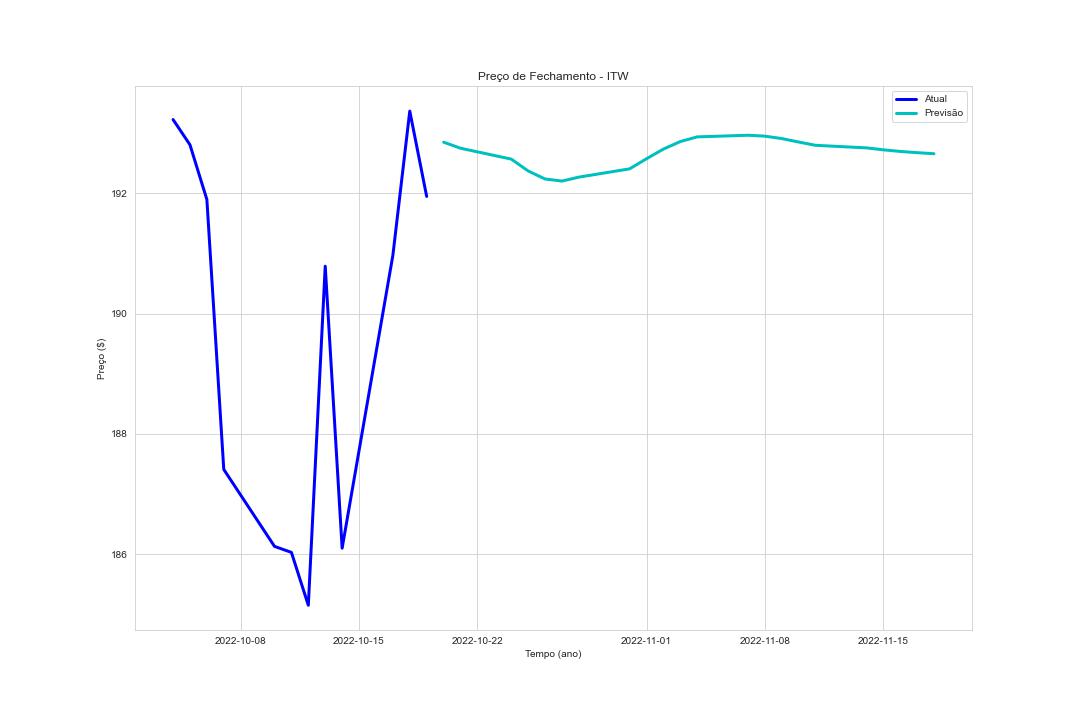 Preço de Fechamento - ITW
Atual
Previsão
192
190
188
186
Preço ($)
2022-10-08
2022-10-15
2022-10-22
2022-11-01
2022-11-08
2022-11-15
Tempo (ano)